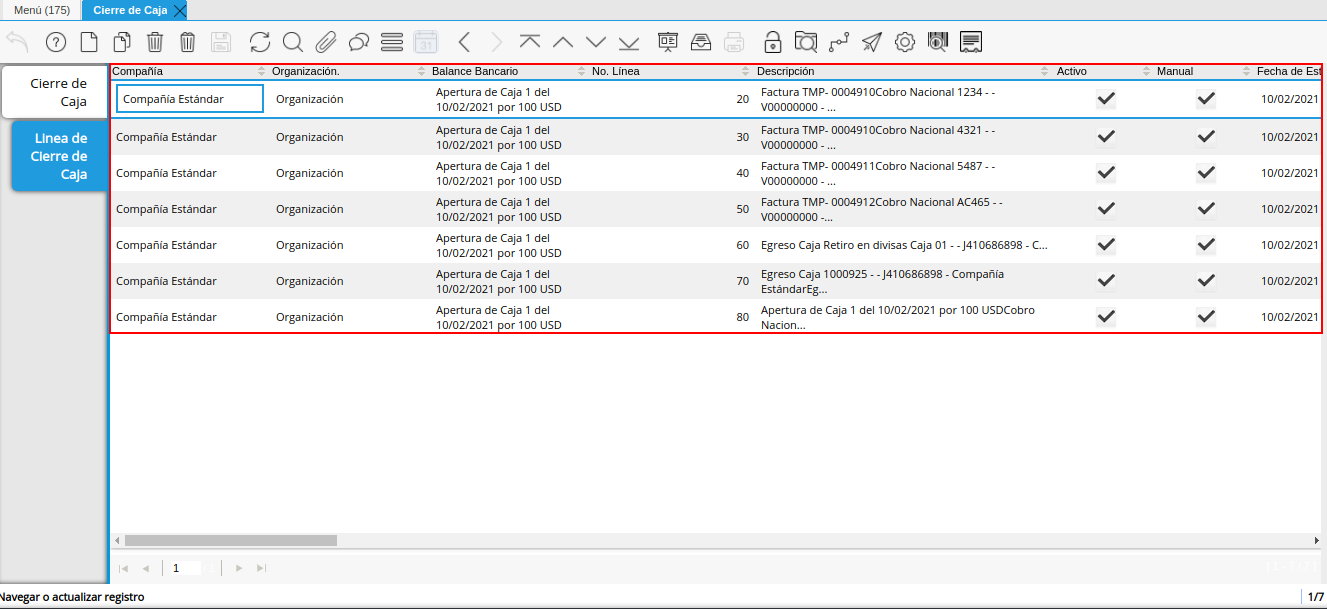 Menú (175)
Cierre de Caja
31
Cierre de
Caja
Linea de
Cierre de
Caja
Compañía Organización. Balance Bancario No. Línea Descripción Activo Manual Fecha de Est
Compañía Estándar Organización Apertura de Caja 1 del
10/02/2021 por 100 USD 20 Factura TMP- 0004910Cobro Nacional 1234 - -
V00000000 - ... 10/02/2021
Compañía Estándar Organización Apertura de Caja 1 del
10/02/2021 por 100 USD 30 Factura TMP- 0004910Cobro Nacional 4321 - -
V00000000 - ... 10/02/2021
Compañía Estándar Organización Apertura de Caja 1 del
10/02/2021 por 100 USD 40 Factura TMP- 0004911Cobro Nacional 5487 - -
V00000000 - ... 10/02/2021
Compañía Estándar Organización Apertura de Caja 1 del
10/02/2021 por 100 USD 50 Factura TMP- 0004912Cobro Nacional AC465 - -
V00000000 -... 10/02/2021
Compañía Estándar Organización Apertura de Caja 1 del
10/02/2021 por 100 USD 60 Egreso Caja Retiro en divisas Caja 01 - - J410686898 - C... 10/02/2021
Compañía Estándar Organización Apertura de Caja 1 del
10/02/2021 por 100 USD 70 Egreso Caja 1000925 - - J410686898 - Compañía
EstándarEg... 10/02/2021
Compañía Estándar Organización Apertura de Caja 1 del
10/02/2021 por 100 USD 80 Apertura de Caja 1 del 10/02/2021 por 100 USDCobro
Nacion... 10/02/2021
1
Navegar o actualizar registro
1/7